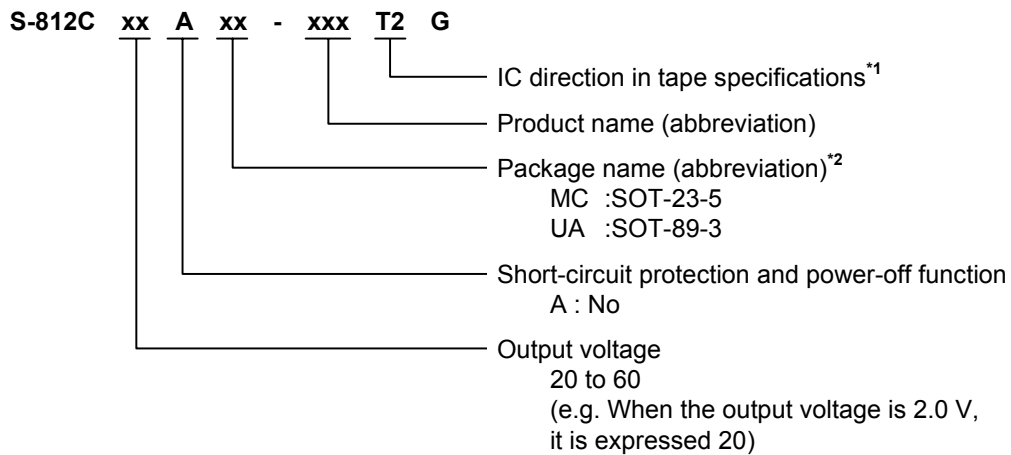 S-812C xx A xx - xxx T2 G
IC direction in tape specifications*1
Product name (abbreviation)
Package name (abbreviation)*2
MC :SOT-23-5
UA :SOT-89-3
Short-circuit protection and power-off function
A : No
Output voltage
20 to 60
(e.g. When the output voltage is 2.0 V,
it is expressed 20)